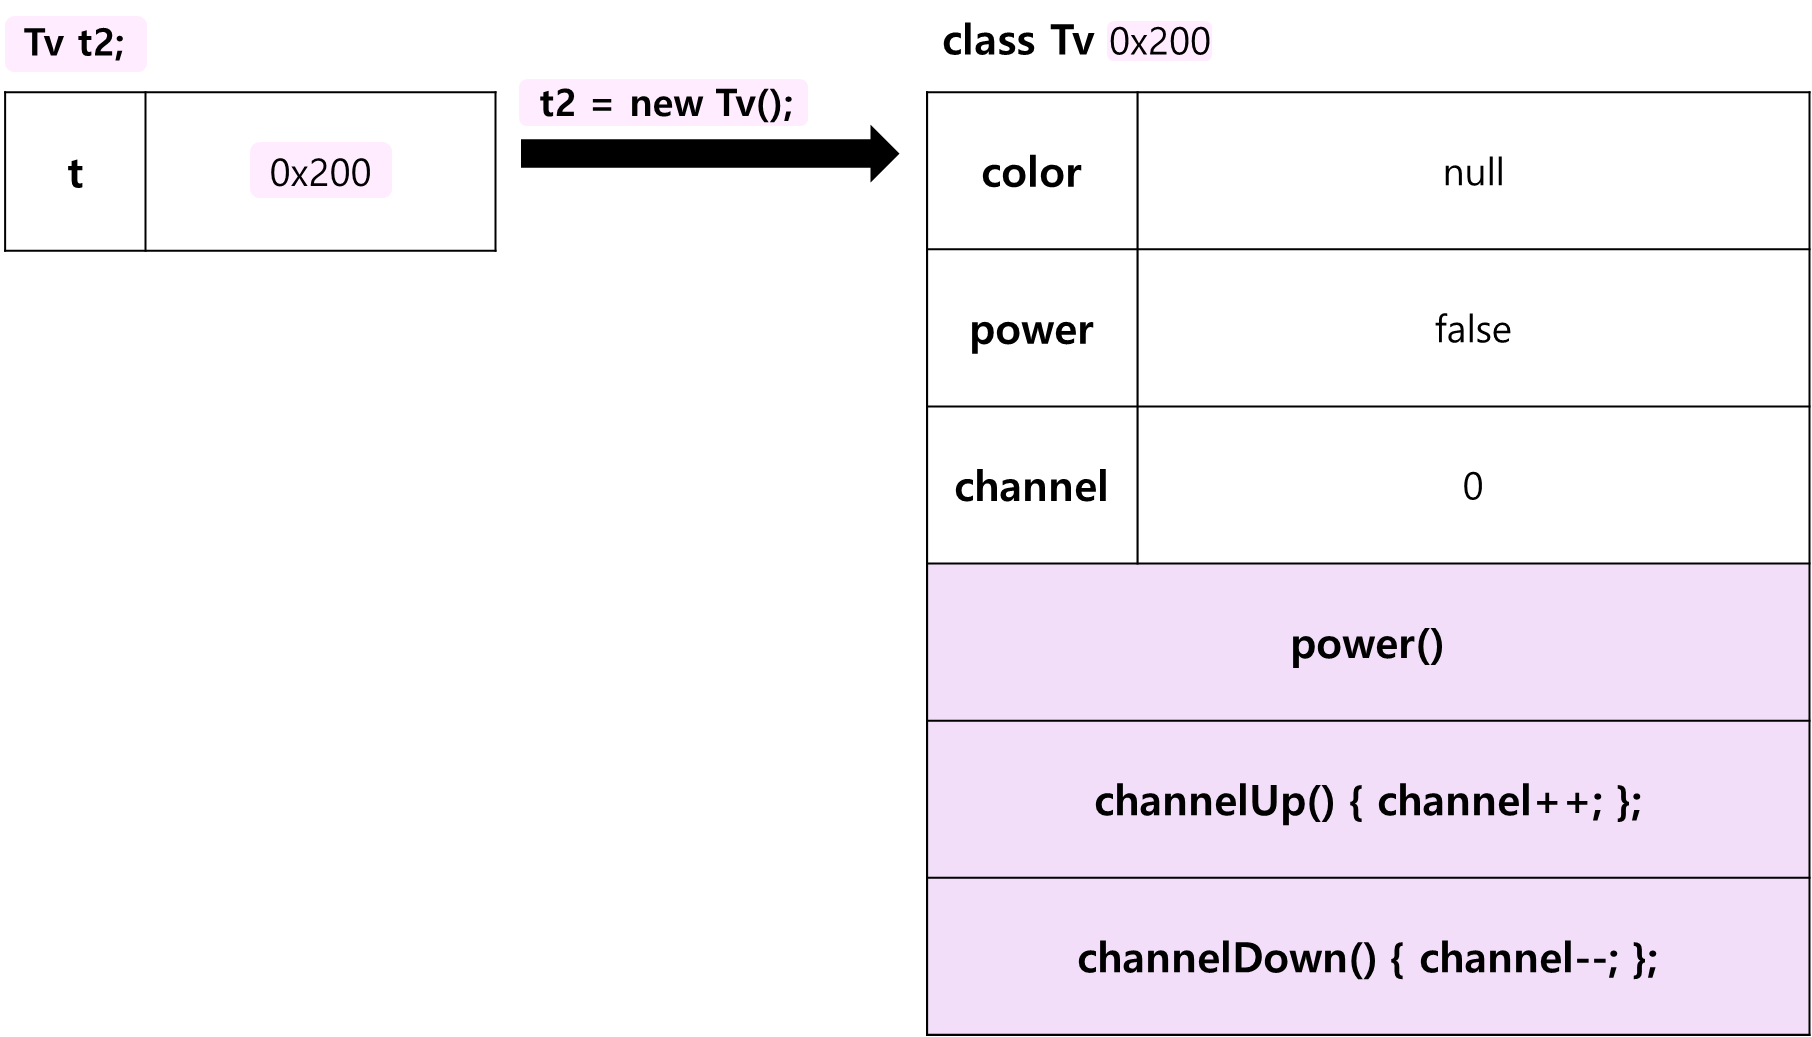 Tv t2;
t
0x200
t2 = new Tv();
class Tv 0x200
color
null
power
false
channel
0
power()
channelUp() { channel++; };
channelDown() { channel--; };